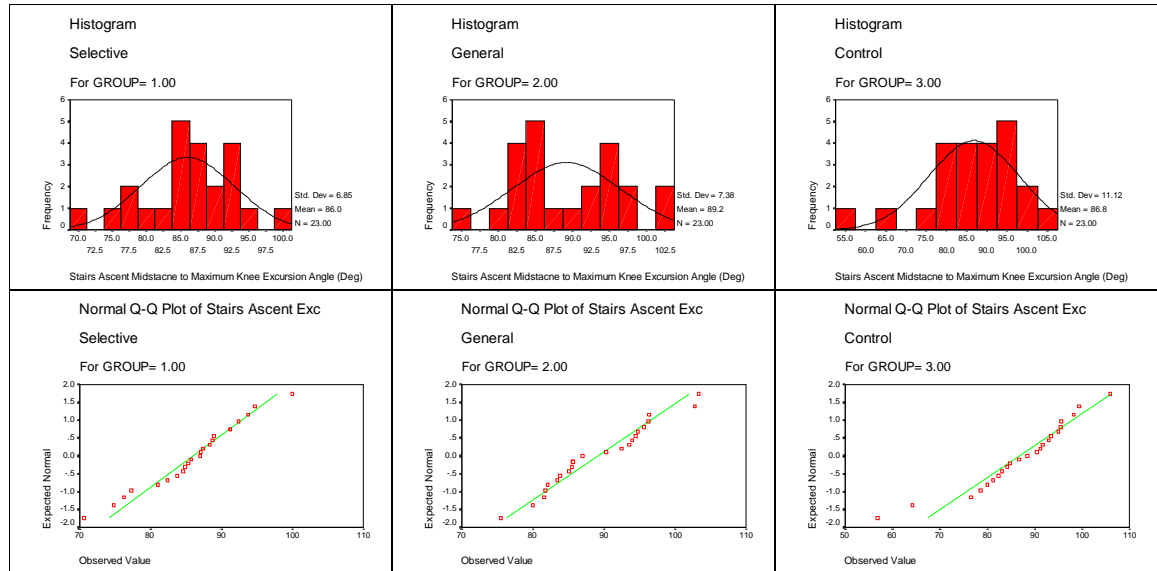 Histogram
Selective
For GROUP= 1.00
Frequency
6
5
4
3
2
1
0
Std. Dev = 6.85
Mean = 86.0
N = 23.00
70.0 75.0 80.0 85.0 90.0 95.0 100.0
72.5 77.5 82.5 87.5 92.5 97.5
Stairs Ascent Midstacne to Maximum Knee Excursion Angle (Deg)
Histogram
General
For GROUP= 2.00
Frequency
6
5
4
3
2
1
0
Std. Dev = 7.38
Mean = 89.2
N = 23.00
75.0 80.0 85.0 90.0 95.0 100.0
77.5 82.5 87.5 92.5 97.5 102.5
Stairs Ascent Midstacne to Maximum Knee Excursion Angle (Deg)
Histogram
Control
For GROUP= 3.00
Frequency
6
5
4
3
2
1
0
Std. Dev = 11.12
Mean = 86.8
N = 23.00
55.0 65.0 75.0 85.0 95.0 105.0
60.0 70.0 80.0 90.0 100.0
Stairs Ascent Midstacne to Maximum Knee Excursion Angle (Deg)
Normal Q-Q Plot of Stairs Ascent Exc
Selective
For GROUP= 1.00
Expected Normal
2.0
1.5
1.0
.5
0.0
-.5
-1.0
-1.5
-2.0
70 80 90 100 110
Observed Value
Normal Q-Q Plot of Stairs Ascent Exc
General
For GROUP= 2.00
Expected Normal
2.0
1.5
1.0
.5
0.0
-.5
-1.0
-1.5
-2.0
70 80 90 100 110
Observed Value
Normal Q-Q Plot of Stairs Ascent Exc
Control
For GROUP= 3.00
Expected Normal
2.0
1.5
1.0
.5
0.0
-.5
-1.0
-1.5
-2.0
50 60 70 80 90 100 110
Observed Value